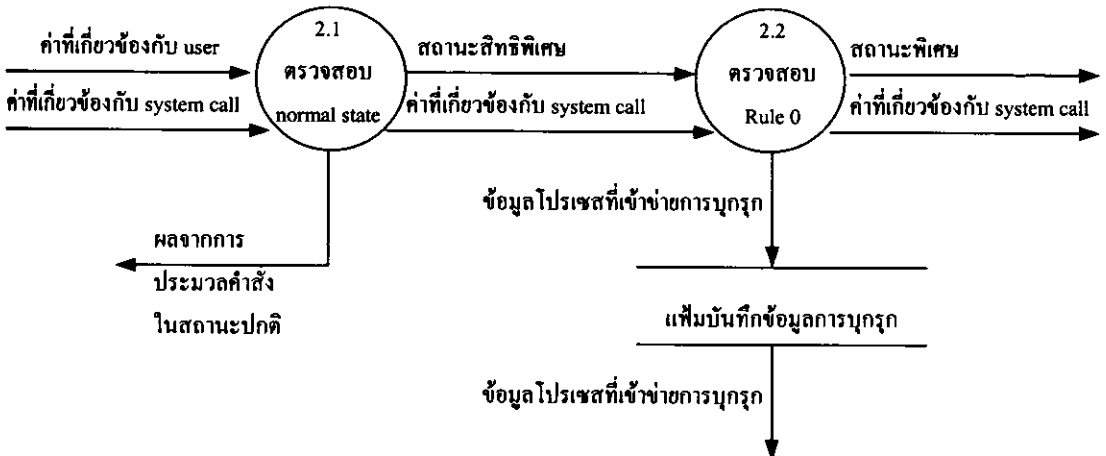 ค่าที่เกี่ยวข้องกับ user
ค่าที่เกี่ยวข้องกับ system call
2.1
ตรวจสอบ
normal state
สถานะสิทธิพิเศษ
ค่าที่เกี่ยวข้องกับ system call
2.2
ตรวจสอบ
Rule 0
สถานะพิเศษ
ค่าที่เกี่ยวข้องกับ system call
ผลจากการ
ประมวลคำสั่ง
ในสถานะปกติ
ข้อมูลโปรเซสที่เข้าข่ายการบุกรุก
แฟ้มบันทึกข้อมูลการบุกรุก
ข้อมูลโปรเซสที่เข้าข่ายการบุกรุก